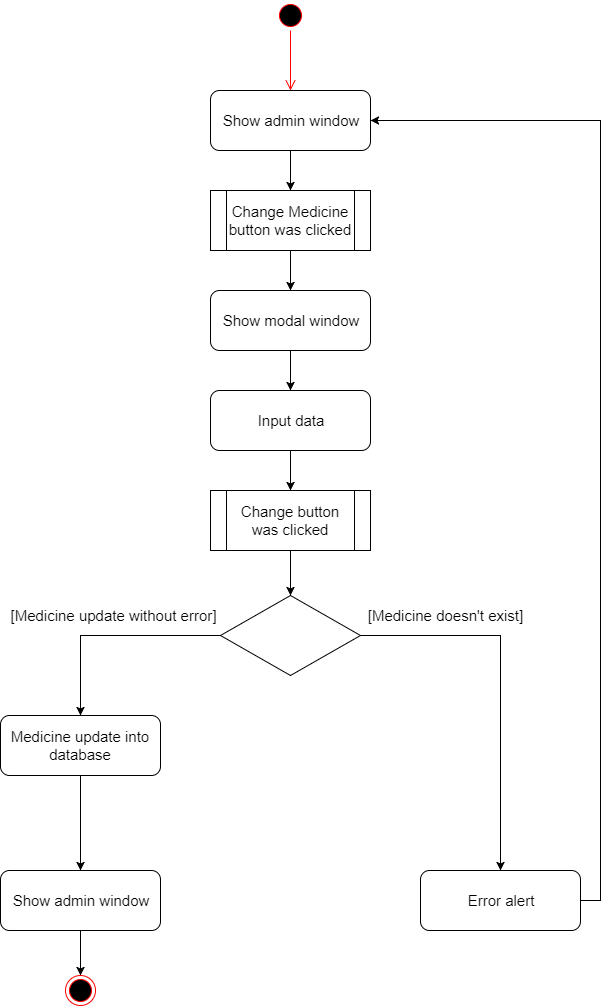 Show admin window
Change Medicine
button was clicked
Show modal window
Input data
Change button
was clicked
[Medicine update without error]
[Medicine doesn't exist]
Medicine update into
database
Show admin window
Error alert